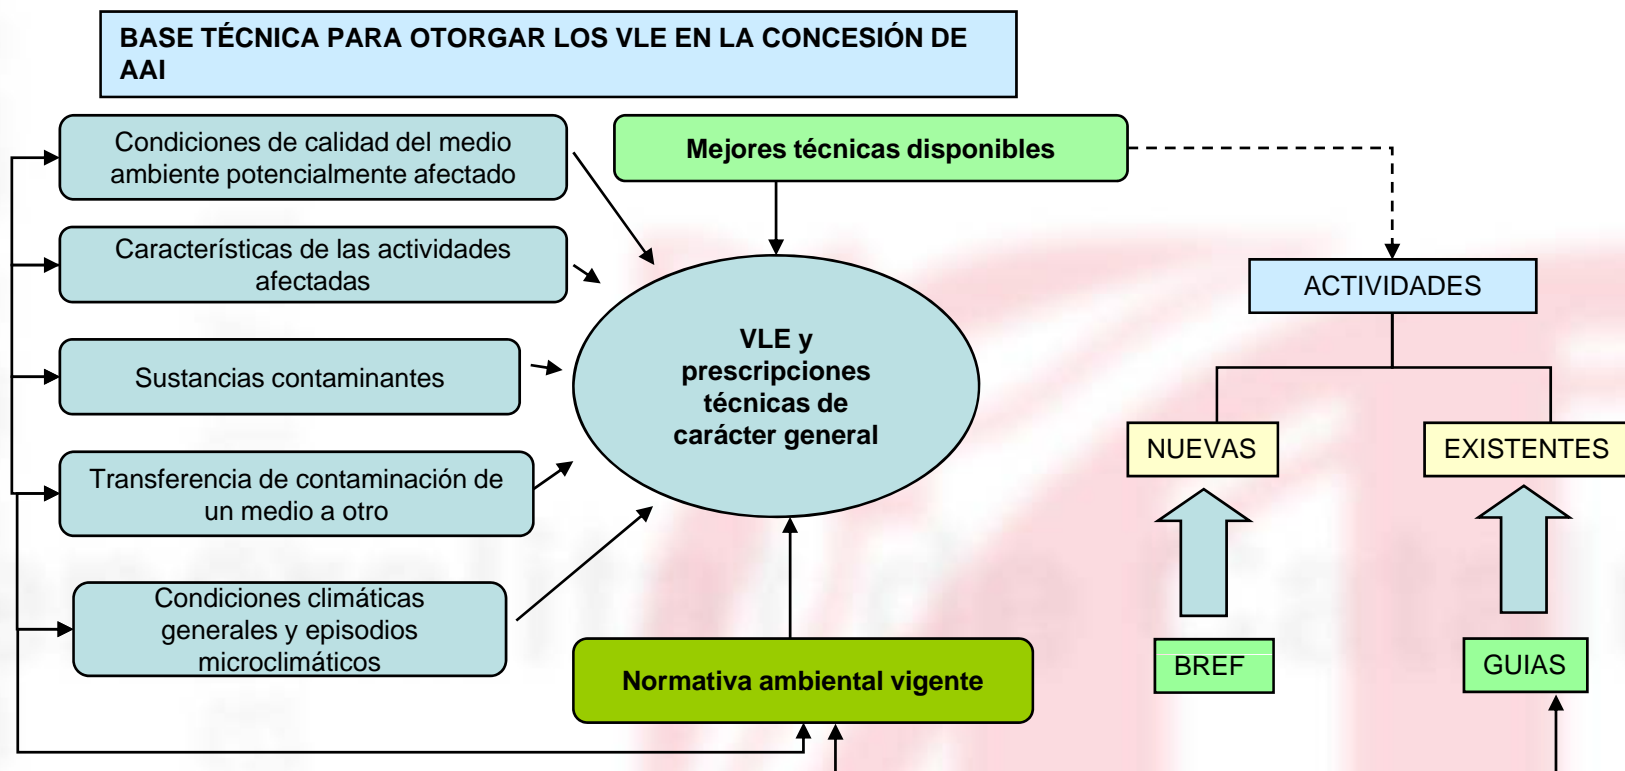 BASE TÉCNICA PARA OTORGAR LOS VLE EN LA CONCESIÓN DE
AAI
Condiciones de calidad del medio
ambiente potencialmente afectado
Mejores técnicas disponibles
Características de las actividades
afectadas
ACTIVIDADES
Sustancias contaminantes
VLE y
prescripciones
técnicas de
carácter general
NUEVAS
EXISTENTES
Transferencia de contaminación de
un medio a otro
Condiciones climáticas
generales y episodios
microclimáticos
Normativa ambiental vigente
BREF
GUIAS